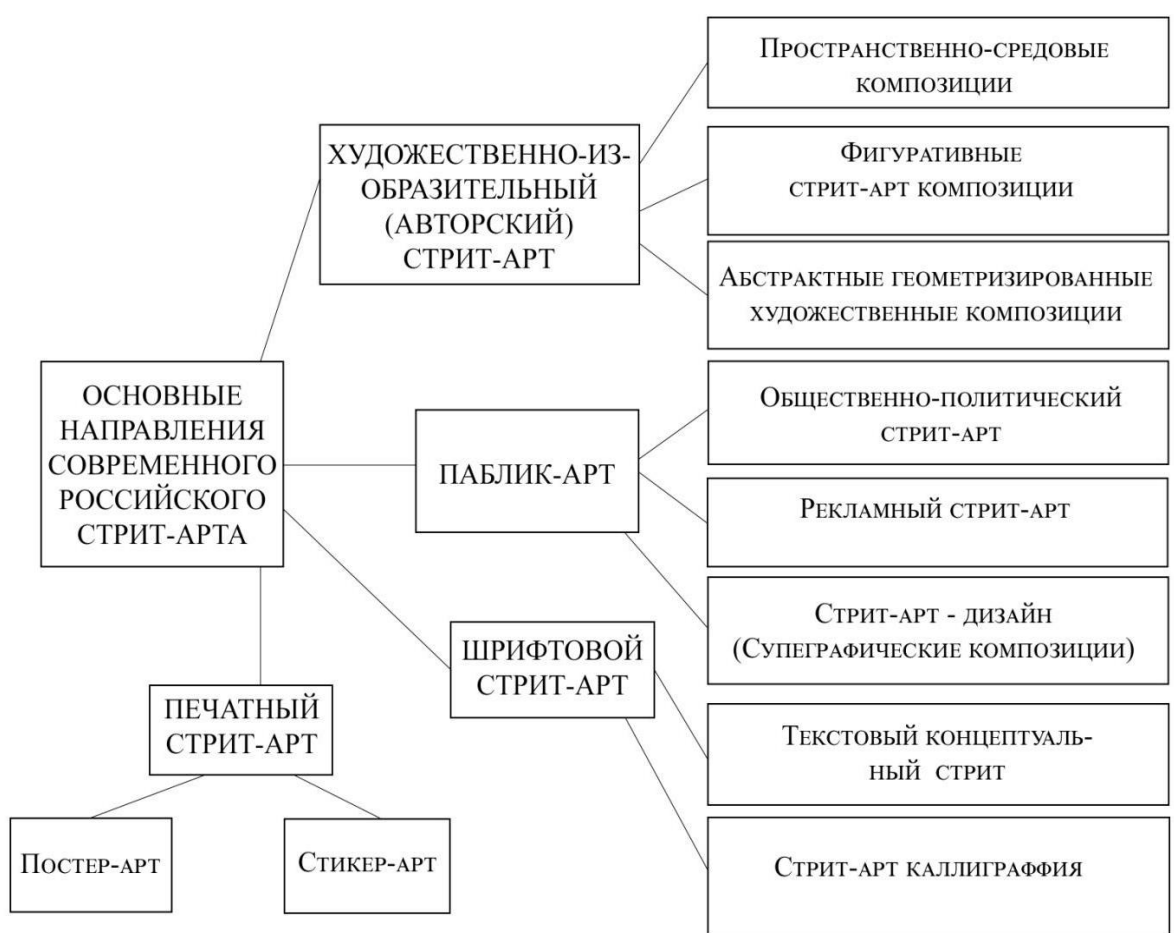 ОСНОВНЫЕ
НАПРАВЛЕНИЯ
СОВРЕМЕННОГО
РОССИЙСКОГО
СТРИТ-АРТА
ХУДОЖЕСТВЕННО-ИЗ-
ОБРАЗИТЕЛЬНЫЙ
(АВТОРСКИЙ)
СТРИТ-АРТ
Пространственно-средовые
композиции
Фигуративные
стрит-арт композиции
Абстрактные геометризированные
художественные композиции
ПАБЛИК-АРТ
Общественно-политический
стрит-арт
Рекламный стрит-арт
Стрит-арт - дизайн
(Супеграфические композиции)
ШРИФТОВОЙ
СТРИТ-АРТ
Текстовый концептуаль-
ный стрит
Стрит-арт каллиграффия
ПЕЧАТНЫЙ
СТРИТ-АРТ
Постер-арт
Стикер-арт